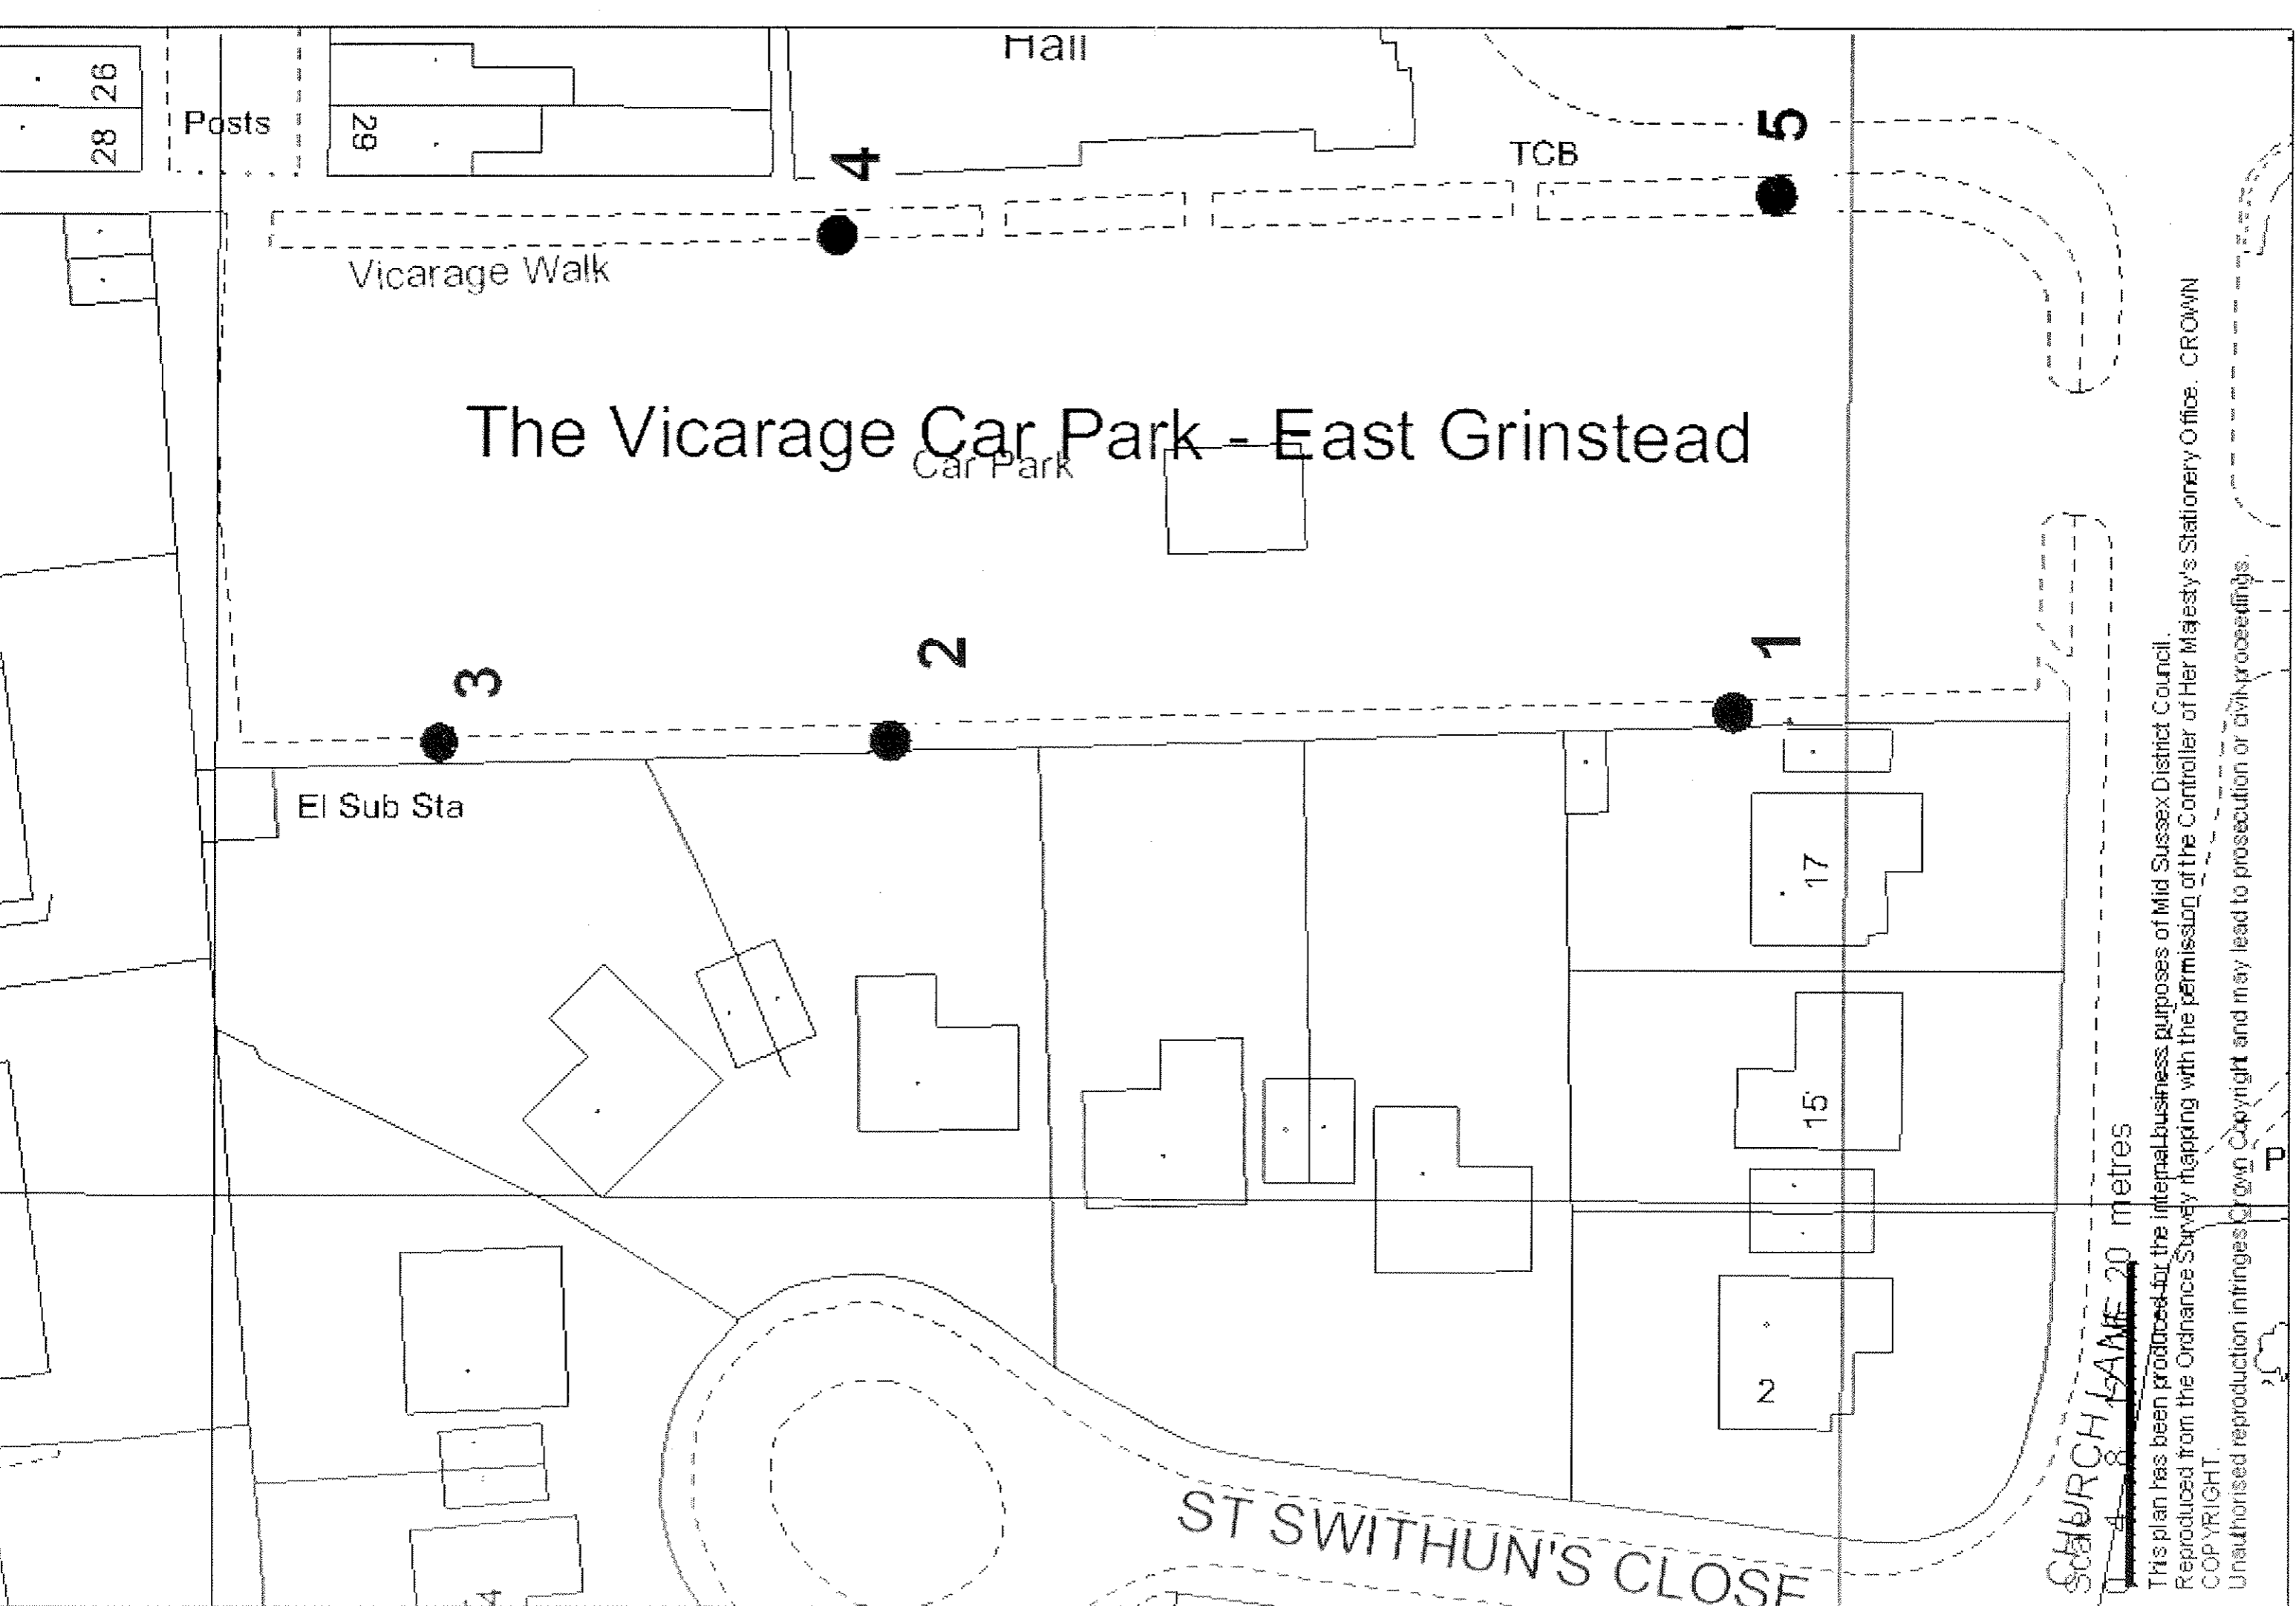 Hall
26
Posts
29
28
5
TCB
4
Vicarage Walk
The Vicarage Car Park - East Grinstead
Car Park
1
2
3
El Sub Sta
17
15
P
2
ST SWITHUN'S CLOSE
CHURCH LANE
Scale
0 4 8 12 20 metres
This plan has been produced for the internal business purposes of Mid Sussex District Council.
Reproduced from the Ordnance Survey mapping with the permission of the Controller of Her Majesty's Stationery Office. CROWN
COPYRIGHT.
Unauthorised reproduction infringes Crown Copyright and may lead to prosecution or civil proceedings.